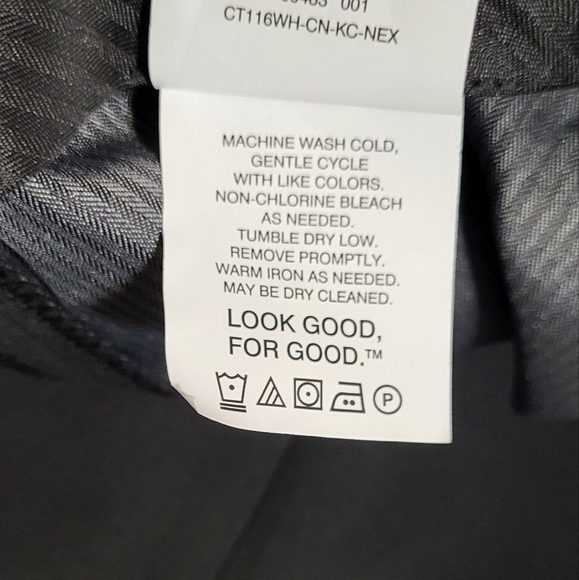 001
CT116WH-CN-KC-NEX
MACHINE WASH COLD,
GENTLE CYCLE
WITH LIKE COLORS.
NON-CHLORINE BLEACH
AS NEEDED.
TUMBLE DRY LOW.
REMOVE PROMPTLY.
WARM IRON AS NEEDED.
MAY BE DRY CLEANED.
LOOK GOOD,
FOR GOOD.™
P